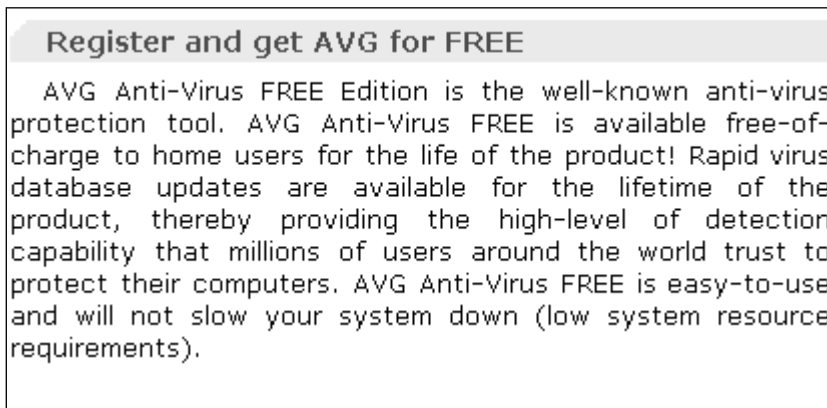 Register and get AVG for FREE
AVG Anti-Virus FREE Edition is the well-known anti-virus
protection tool. AVG Anti-Virus FREE is available free-of-
charge to home users for the life of the product! Rapid virus
database updates are available for the lifetime of the
product, thereby providing the high-level of detection
capability that millions of users around the world trust to
protect their computers. AVG Anti-Virus FREE is easy-to-use
and will not slow your system down (low system resource
requirements).